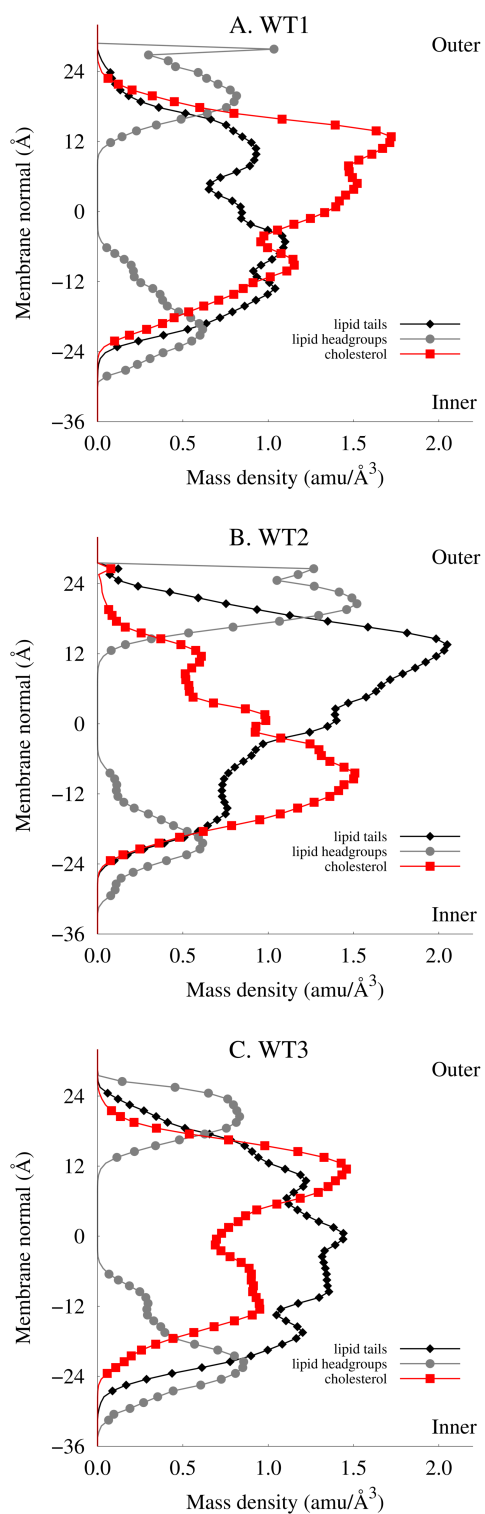 A. WT1
Outer
24
12
0
−12
−24
−36
Membrane normal (Å)
lipid tails
lipid headgroups
cholesterol
Inner
0.0 0.5 1.0 1.5 2.0
Mass density (amu/Å³)
B. WT2
Outer
24
12
0
−12
−24
−36
Membrane normal (Å)
lipid tails
lipid headgroups
cholesterol
Inner
0.0 0.5 1.0 1.5 2.0
Mass density (amu/Å³)
C. WT3
Outer
24
12
0
−12
−24
−36
Membrane normal (Å)
lipid tails
lipid headgroups
cholesterol
Inner
0.0 0.5 1.0 1.5 2.0
Mass density (amu/Å³)